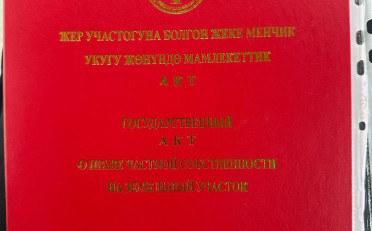 ЖЕР УЧАСТОГУНА БОЛГОН ЖЕКЕ МЕНЧИК
УКУГУ ЖӨНҮНДӨ МАМЛЕКЕТТИК
А К Т
ГОСУДАРСТВЕННЫЙ
А К Т
О ПРАВЕ ЧАСТНОЙ СОБСТВЕННОСТИ
НА ЗЕМЕЛЬНЫЙ УЧАСТОК